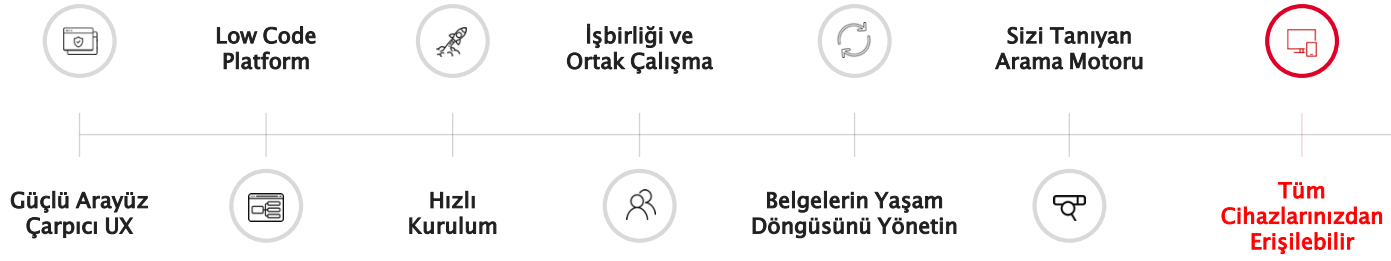 Low Code
Platform
İşbirliği ve
Ortak Çalışma
Sizi Tanıyan
Arama Motoru
Güçlü Arayüz
Çarpıcı UX
Hızlı
Kurulum
Belgelerin Yaşam
Döngüsünü Yönetin
Tüm
Cihazlarınızdan
Erişilebilir